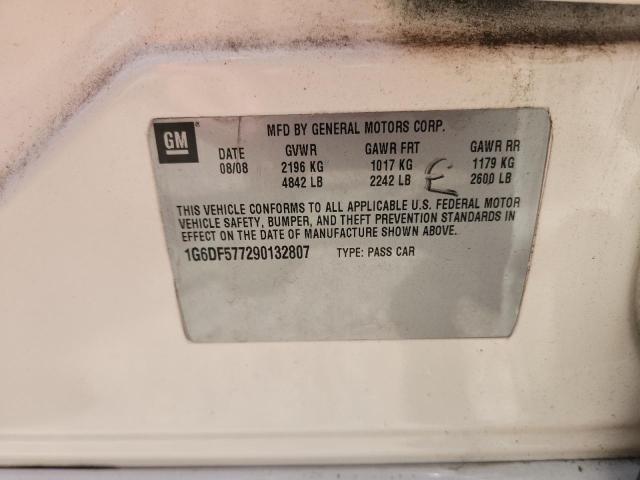 GM®
MFD BY GENERAL MOTORS CORP.
DATE GVWR GAWR FRT GAWR RR
08/08 2196 KG 1017 KG 1179 KG
4842 LB 2242 LB 2600 LB
THIS VEHICLE CONFORMS TO ALL APPLICABLE U.S. FEDERAL MOTOR
VEHICLE SAFETY, BUMPER, AND THEFT PREVENTION STANDARDS IN
EFFECT ON THE DATE OF MANUFACTURE SHOWN ABOVE.
1G6DF577290132807 TYPE: PASS CAR